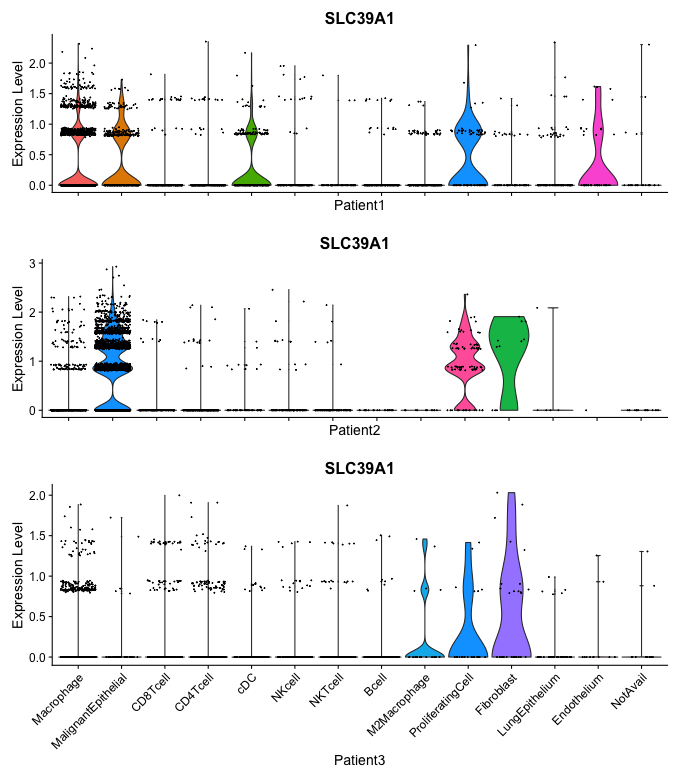 SLC39A1
Expression Level
2.0
1.5
1.0
0.5
0.0
Patient1
SLC39A1
Expression Level
3
2
1
0
Patient2
SLC39A1
Expression Level
2.0
1.5
1.0
0.5
0.0
Macrophage
MalignantEpithelial
CD8Tcell
CD4Tcell
cDC
NKcell
NKTcell
Bcell
M2Macrophage
ProliferatingCell
Fibroblast
LungEpithelium
Endothelium
NotAvail
Patient3